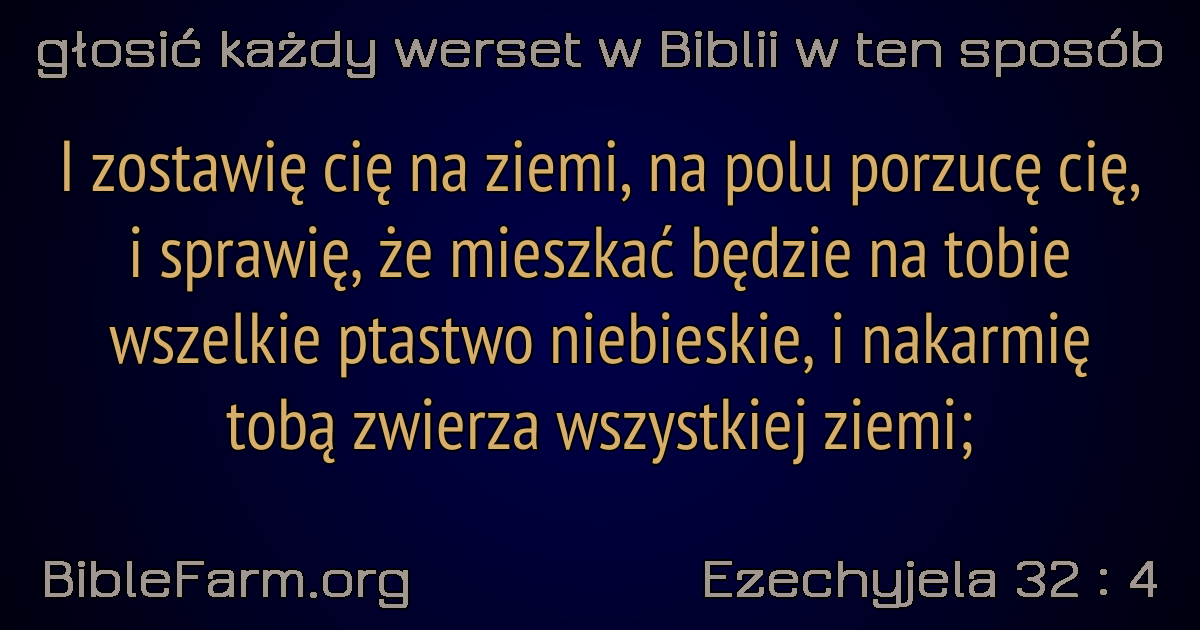 głosić każdy werset w Biblii w ten sposób
I zostawię cię na ziemi, na polu porzucę cię,
i sprawię, że mieszkać będzie na tobie
wszelkie ptastwo niebieskie, i nakarmię
tobą zwierza wszystkiej ziemi;
BibleFarm.org
Ezechyjela 32 : 4